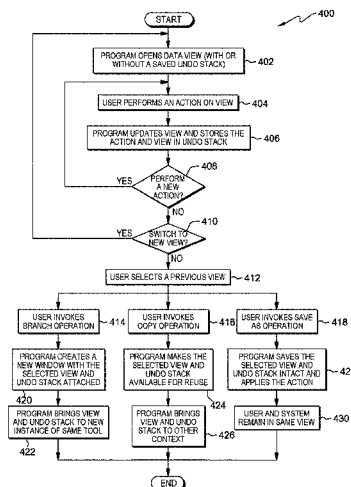 START
400
PROGRAM OPENS DATA VIEW (WITH OR
WITHOUT A SAVED UNDO STACK)
402
USER PERFORMS AN ACTION ON VIEW
404
PROGRAM UPDATES VIEW AND STORES THE
ACTION AND VIEW IN UNDO STACK
406
408
YES
PERFORM
A NEW
ACTION?
NO
410
YES
SWITCH TO
NEW VIEW?
NO
USER SELECTS A PREVIOUS VIEW
412
USER INVOKES
BRANCH OPERATION
414
USER INVOKES
COPY OPERATION
416
USER INVOKES SAVE
AS OPERATION
418
PROGRAM CREATES A
NEW WINDOW WITH THE
SELECTED VIEW AND
UNDO STACK ATTACHED
420
PROGRAM MAKES THE
SELECTED VIEW AND
UNDO STACK
AVAILABLE FOR REUSE
424
PROGRAM SAVES THE
SELECTED VIEW AND
UNDO STACK INTACT AND
APPLIES THE ACTION
42
PROGRAM BRINGS VIEW
AND UNDO STACK TO NEW
INSTANCE OF SAME TOOL
422
PROGRAM BRINGS
VIEW AND UNDO
STACK TO OTHER
CONTEXT
426
USER AND SYSTEM
REMAIN IN SAME VIEW
430
END